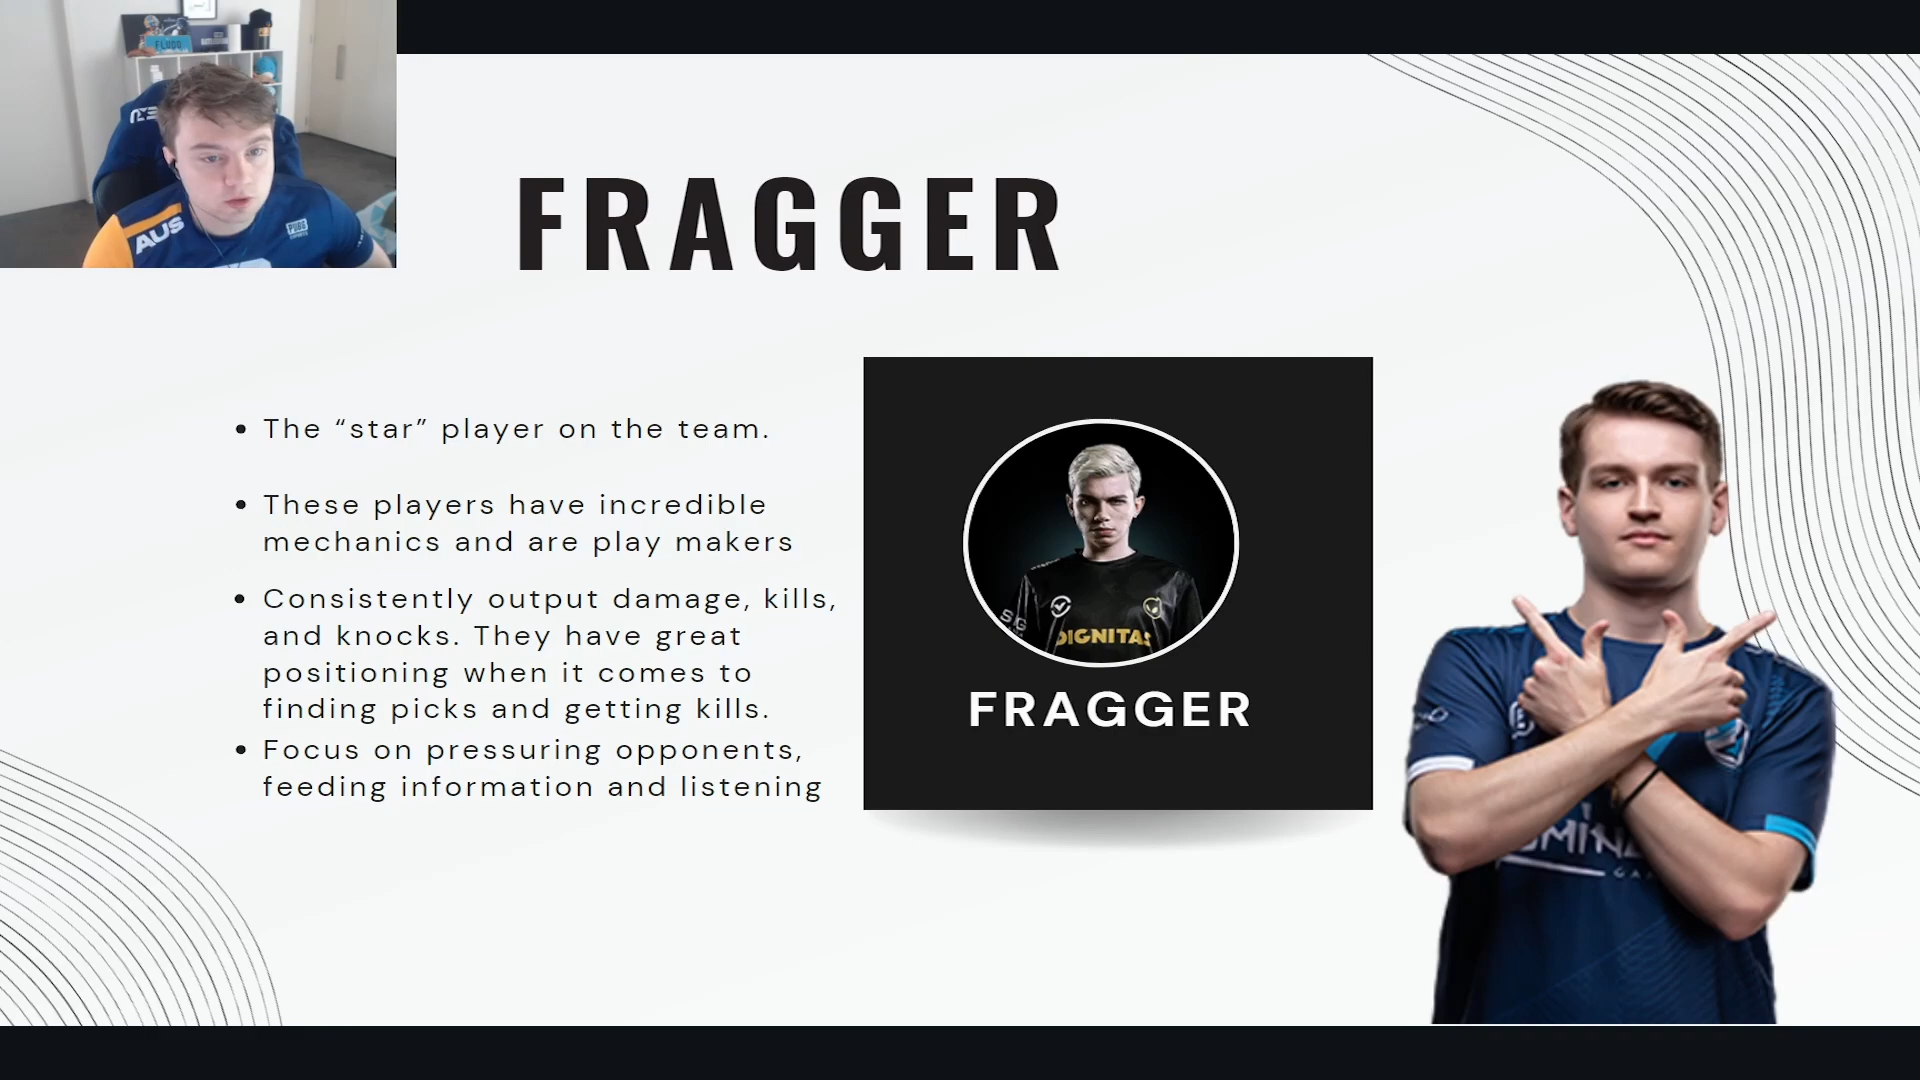 FLUDD
AUS
PUBG
FRAGGER
• The “star” player on the team.
• These players have incredible
mechanics and are play makers
• Consistently output damage, kills,
and knocks. They have great
positioning when it comes to
finding picks and getting kills.
• Focus on pressuring opponents,
feeding information and listening
DIGNITAS
FRAGGER